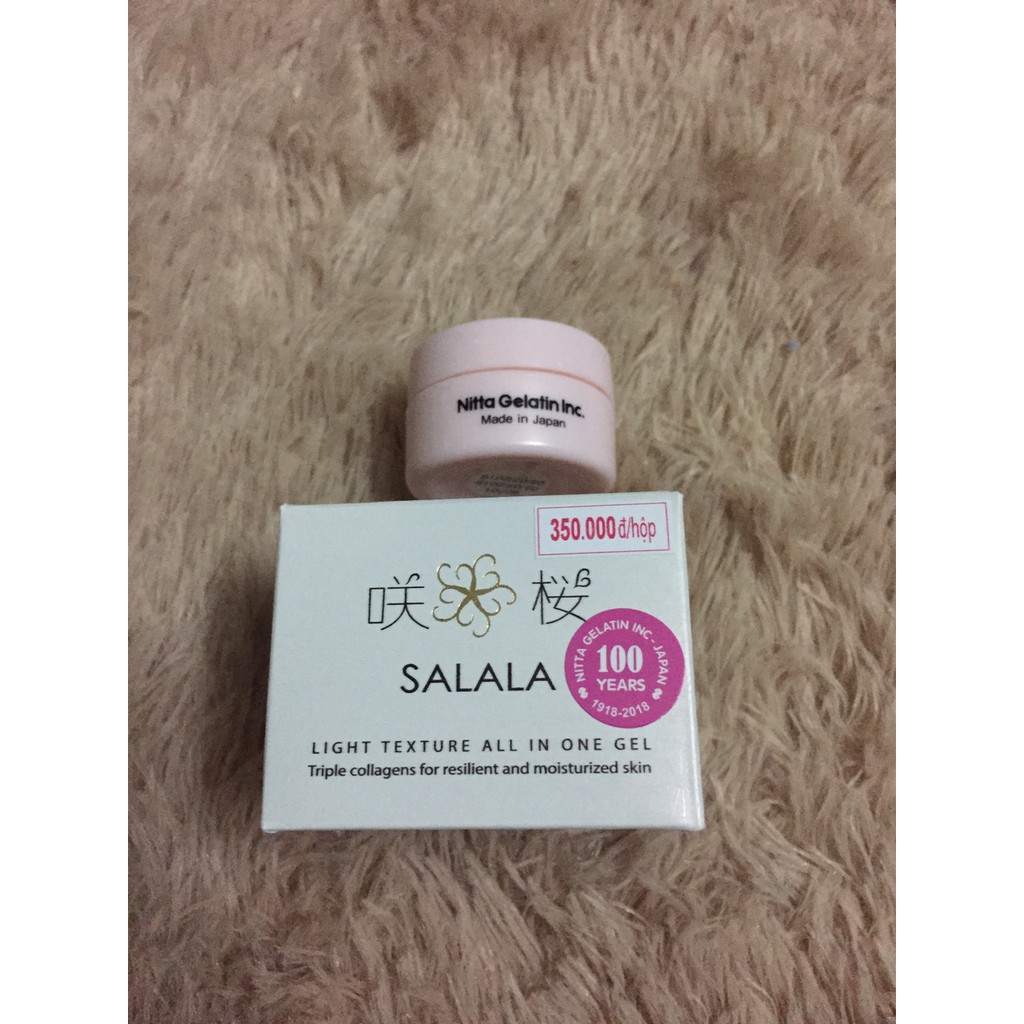 Nitta Gelatin Inc.
Made in Japan
350.000đ/hộp
咲 桜
SALALA
NITTA GELATIN INC - JAPAN
100
YEARS
1918-2018
LIGHT TEXTURE ALL IN ONE GEL
Triple collagens for resilient and moisturized skin